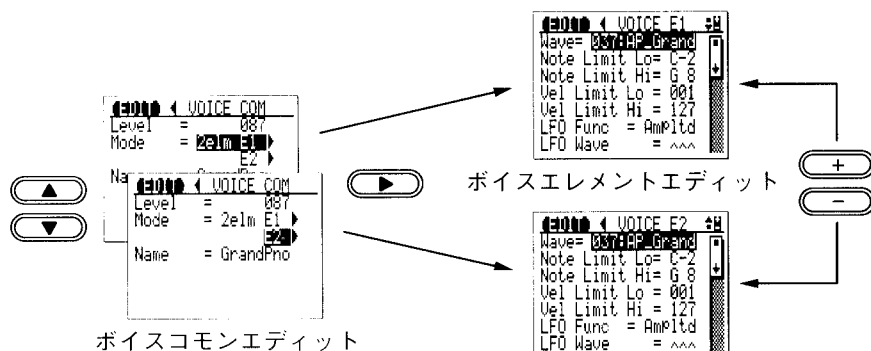 EDIT VOICE COM
Level = 087
Mode = 2elm E1
E2
Na
EDIT VOICE COM
Level = 087
Mode = 2elm E1
E2
Name = GrandPno
ボイスコモンエディット
EDIT VOICE E1
Wave= 037:AP_Grand
Note Limit Lo= C-2
Note Limit Hi= G 8
Vel Limit Lo = 001
Vel Limit Hi = 127
LFO Func = Ampltd
LFO Wave = ^^^
ボイスエレメントエディット
EDIT VOICE E2
Wave= 037:AP_Grand
Note Limit Lo= C-2
Note Limit Hi= G 8
Vel Limit Lo = 001
Vel Limit Hi = 127
LFO Func = Ampltd
LFO Wave = ^^^
+
−